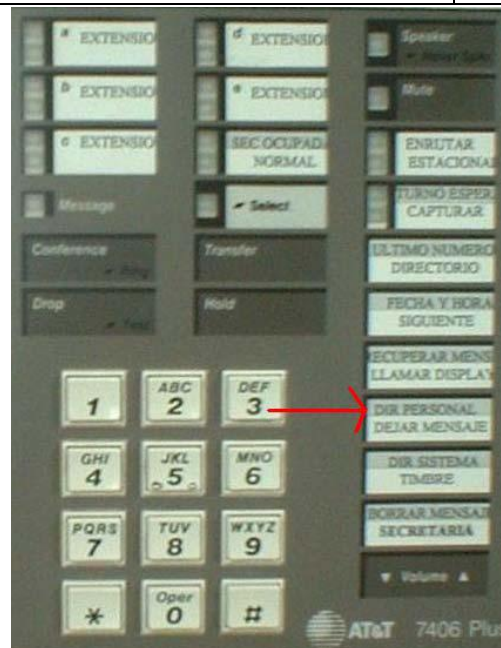 a EXTENSIO
d EXTENSIO
Speaker
b EXTENSIO
e EXTENSIO
Mute
c EXTENSIO
SEC OCUPADA
NORMAL
ENRUTAR
ESTACIONA
Message
Select
TURNO ESPER
CAPTURAR
Conference
Ring
Transfer
ULTIMO NUMERO
DIRECTORIO
Drop
Test
Hold
FECHA Y HORA
SIGUIENTE
RECUPERAR MENS
LLAMAR DISPLAY
1
ABC
2
DEF
3
DIR PERSONAL
DEJAR MENSAJE
GHI
4
JKL
5
MNO
6
DIR SISTEMA
TIMBRE
PQRS
7
TUV
8
WXYZ
9
BORRAR MENSAJ
SECRETARIA
*
Oper
0
#
▼ Volume ▲
AT&T 7406 Plus